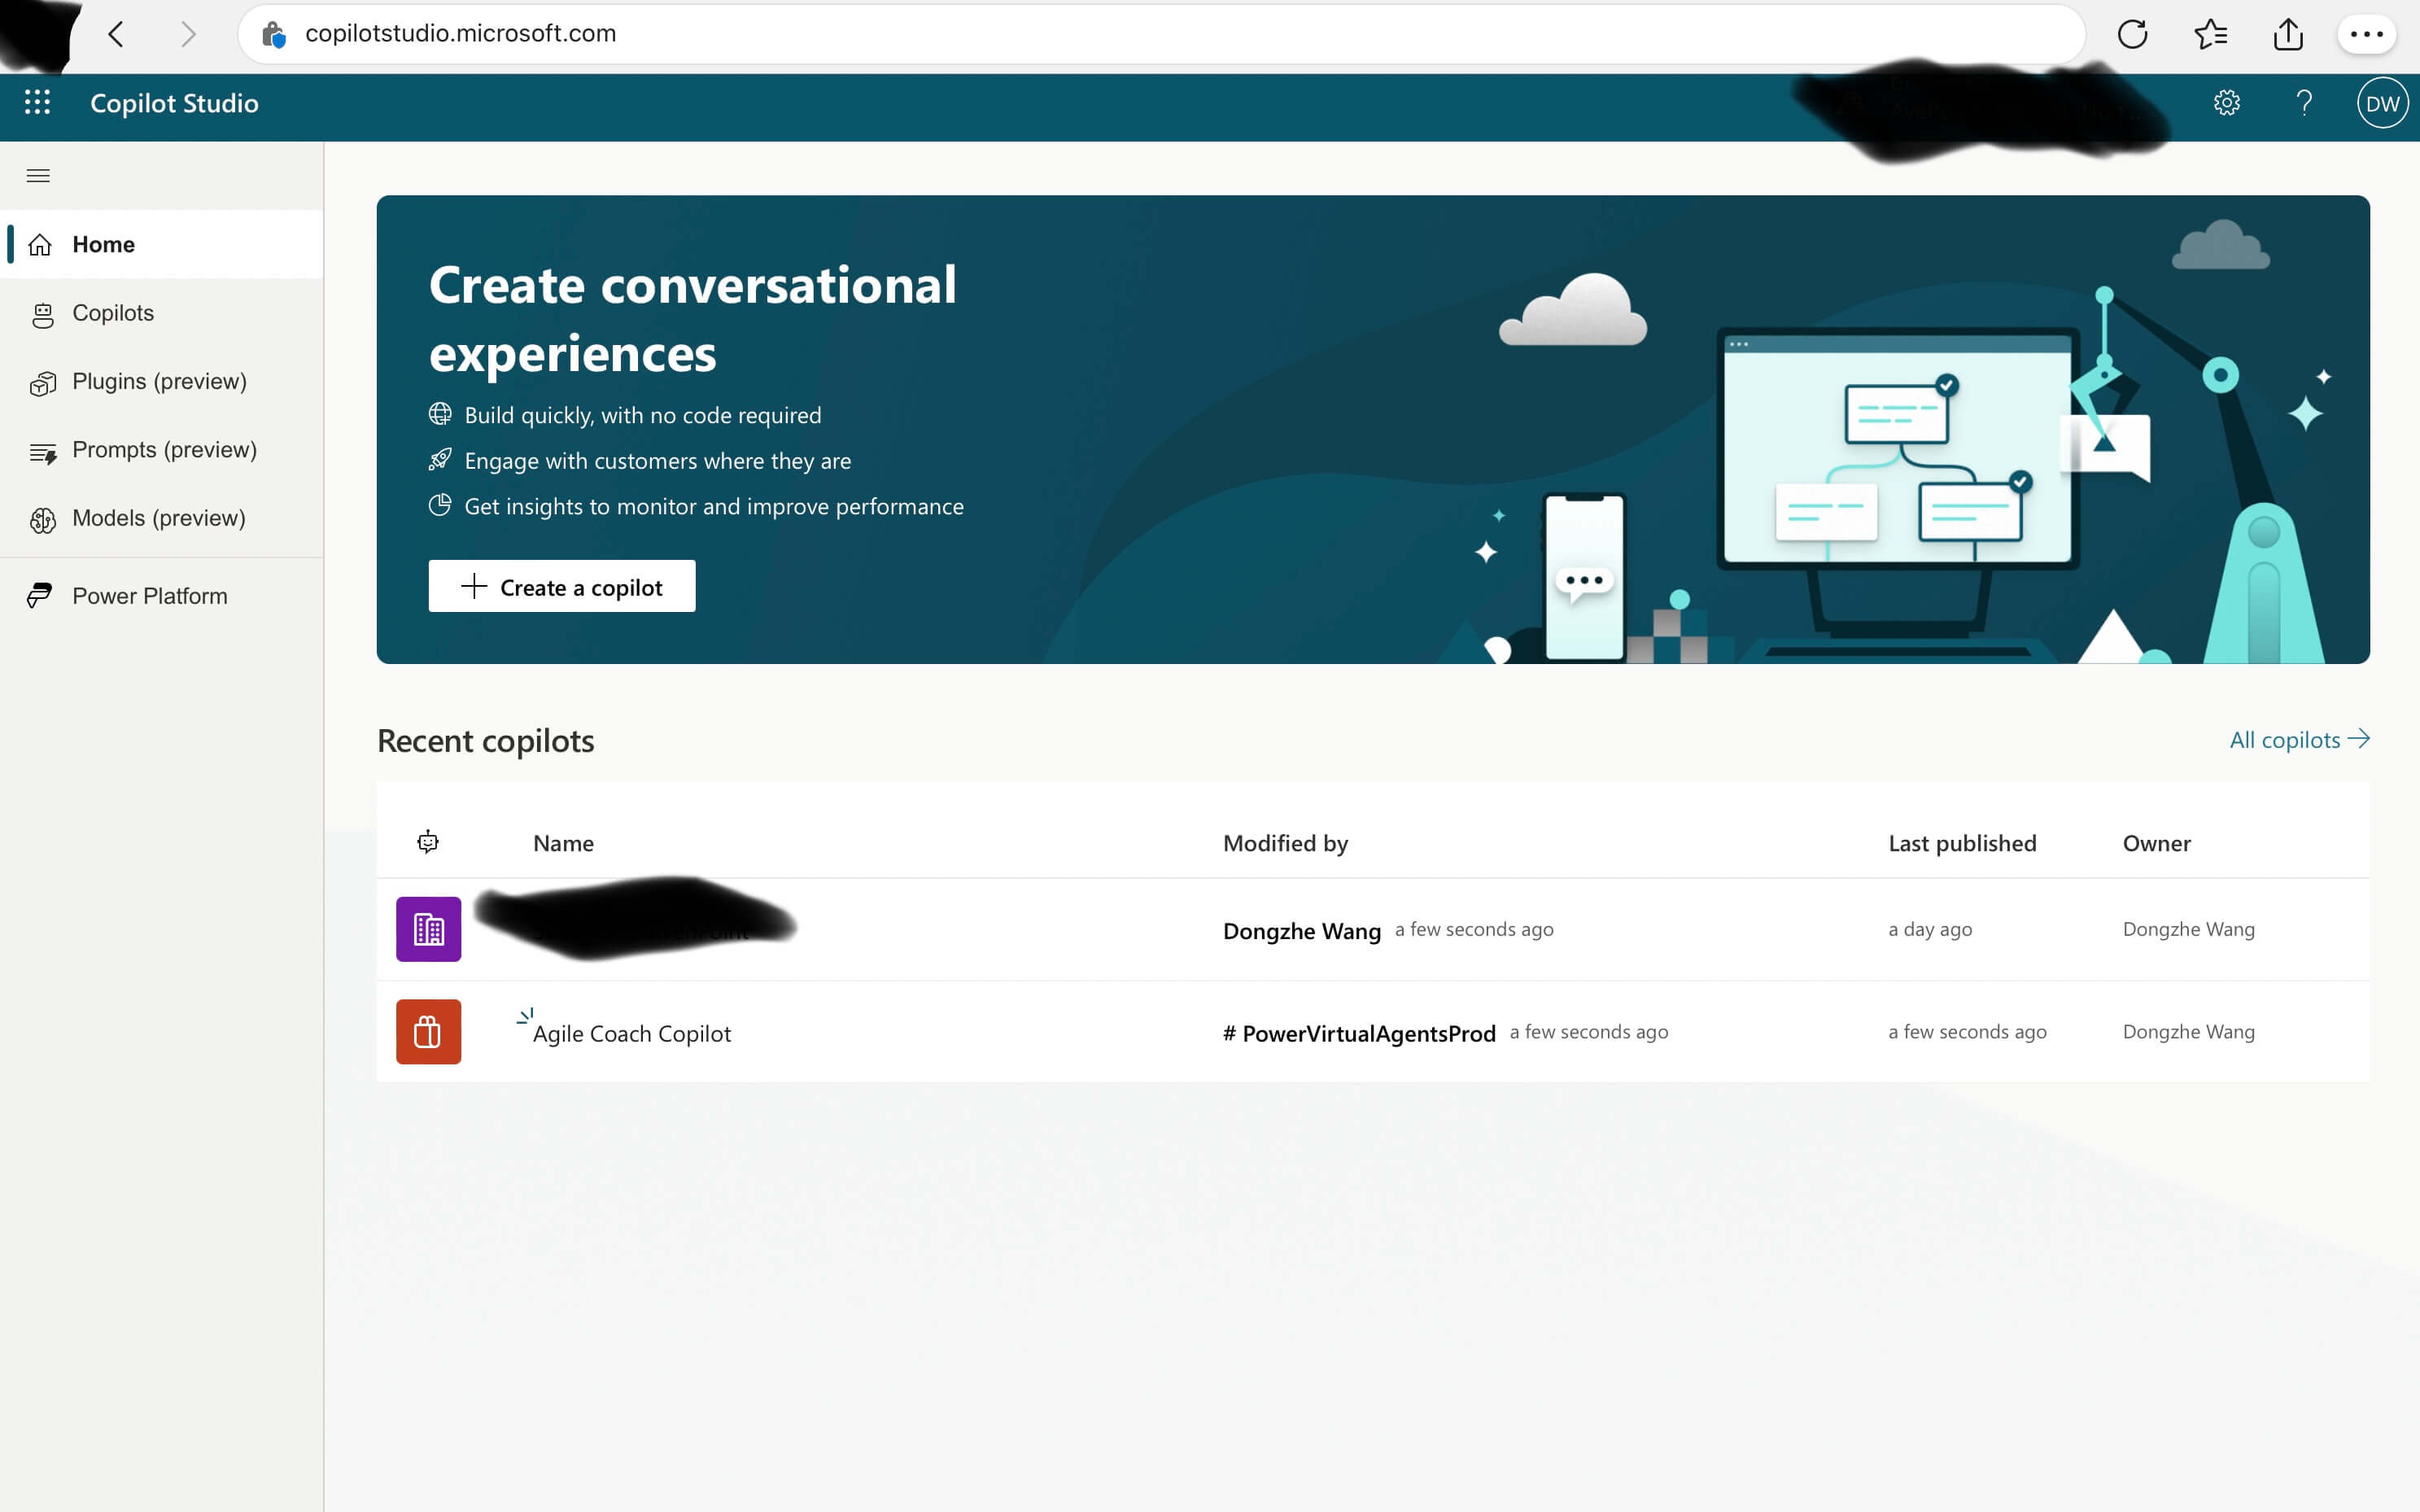 copilotstudio.microsoft.com
Copilot Studio
DW
Home
Copilots
Plugins (preview)
Prompts (preview)
Models (preview)
Power Platform
Create conversational
experiences
Build quickly, with no code required
Engage with customers where they are
Get insights to monitor and improve performance
Create a copilot
Recent copilots
All copilots
Name Modified by Last published Owner
Dongzhe Wang a few seconds ago a day ago Dongzhe Wang
Agile Coach Copilot # PowerVirtualAgentsProd a few seconds ago a few seconds ago Dongzhe Wang